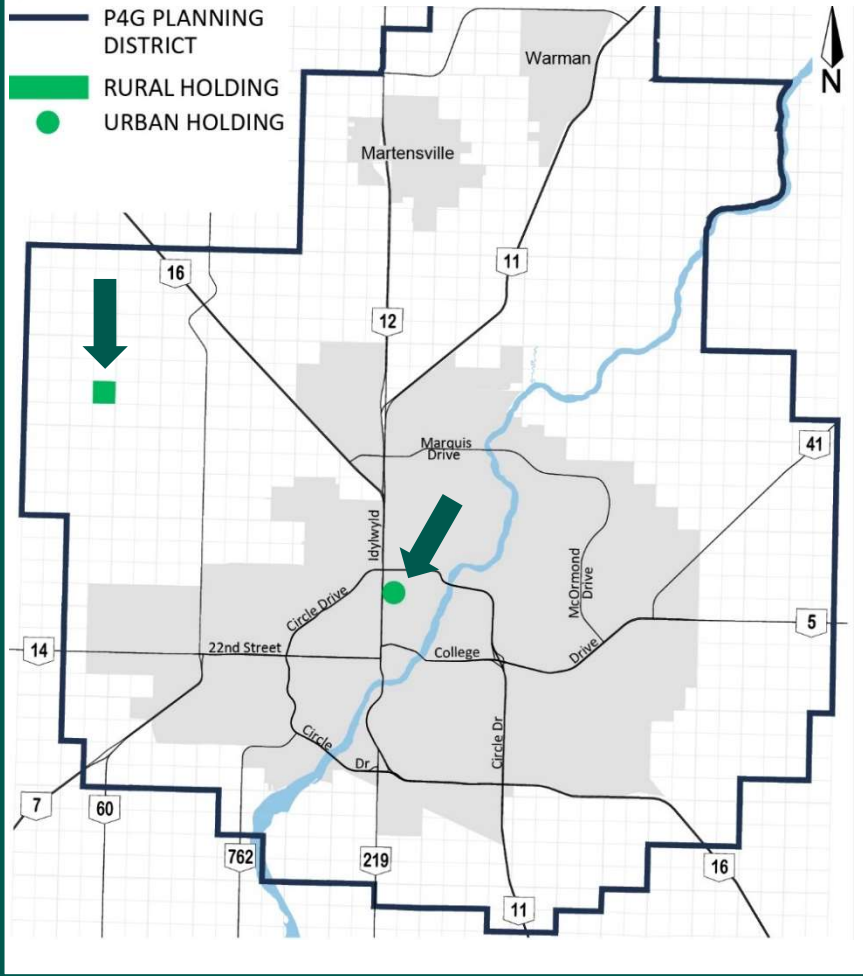 P4G PLANNING
DISTRICT
RURAL HOLDING
URBAN HOLDING
N
Warman
Martensville
16
11
12
41
Marquis
Drive
Idylwyld
McOrmond
Drive
Circle Drive
5
14
22nd Street
College
Drive
Circle
Dr
Circle Dr
7
60
762
219
16
11